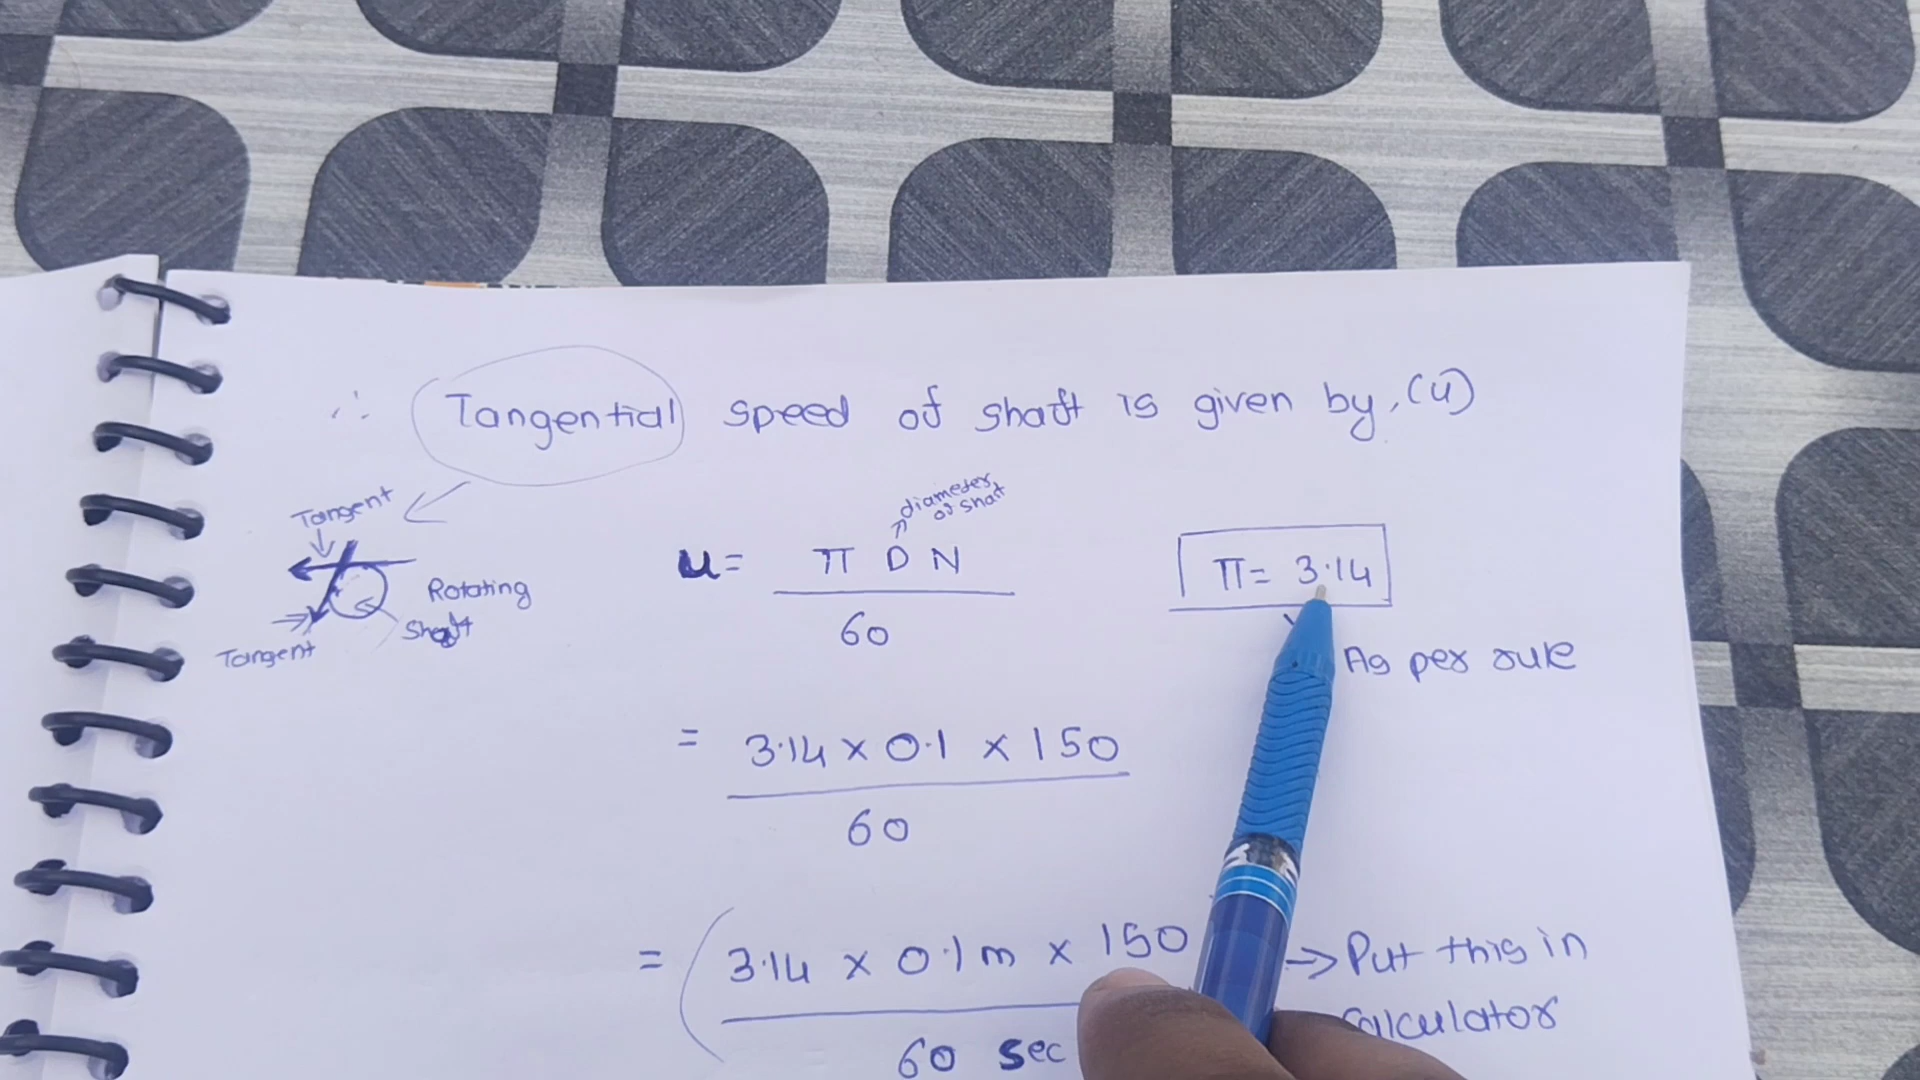 ∴ Tangential speed of shaft is given by, (u)
Tangent
Rotating
Shaft
Tangent
diameter
of shaft
u = π D N
60
π = 3.14
As per rule
= 3.14 x 0.1 x 150
60
= ( 3.14 x 0.1 m x 150
60 sec
→ Put this in
calculator